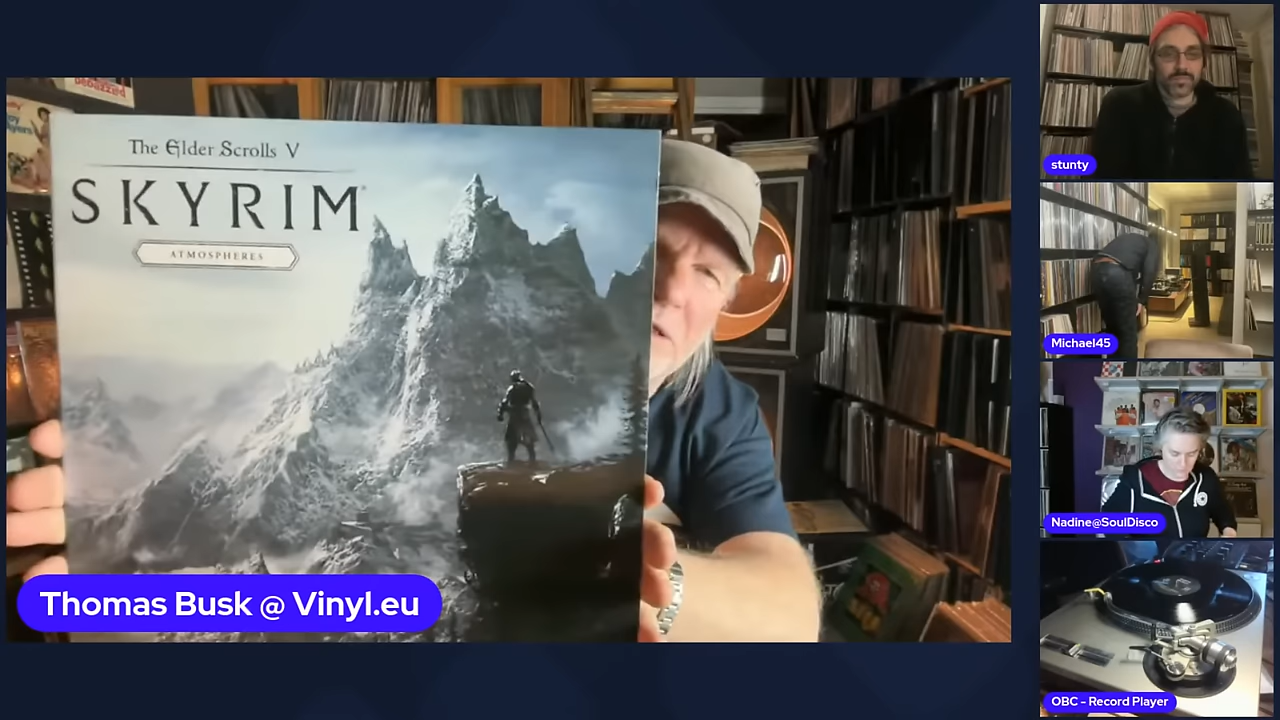 The Elder Scrolls V
SKYRIM
ATMOSPHERES
Thomas Busk @ Vinyl.eu
stunty
Michael45
Nadine@SoulDisco
OBC - Record Player